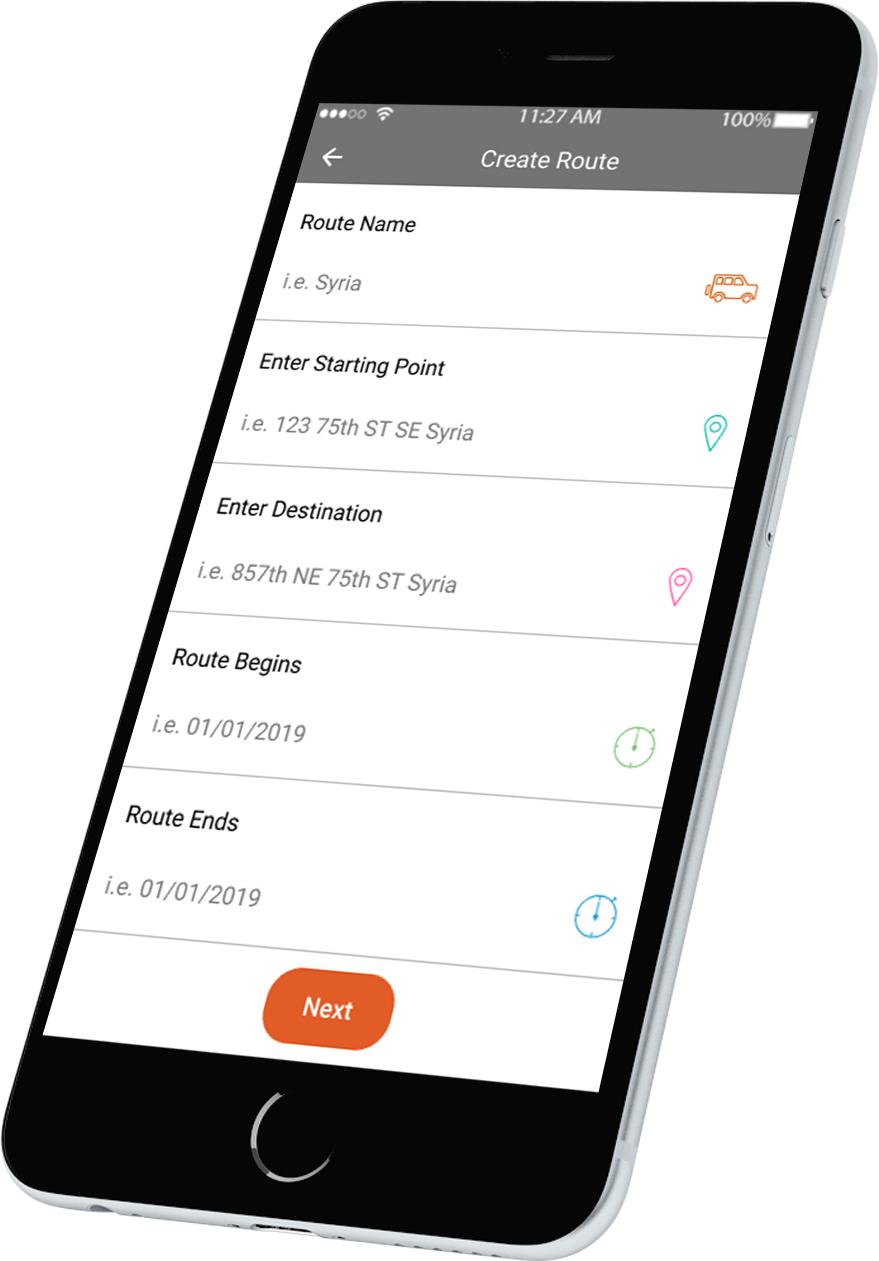 11:27 AM
100%
Create Route
Route Name
i.e. Syria
Enter Starting Point
i.e. 123 75th ST SE Syria
Enter Destination
i.e. 857th NE 75th ST Syria
Route Begins
i.e. 01/01/2019
Route Ends
i.e. 01/01/2019
Next